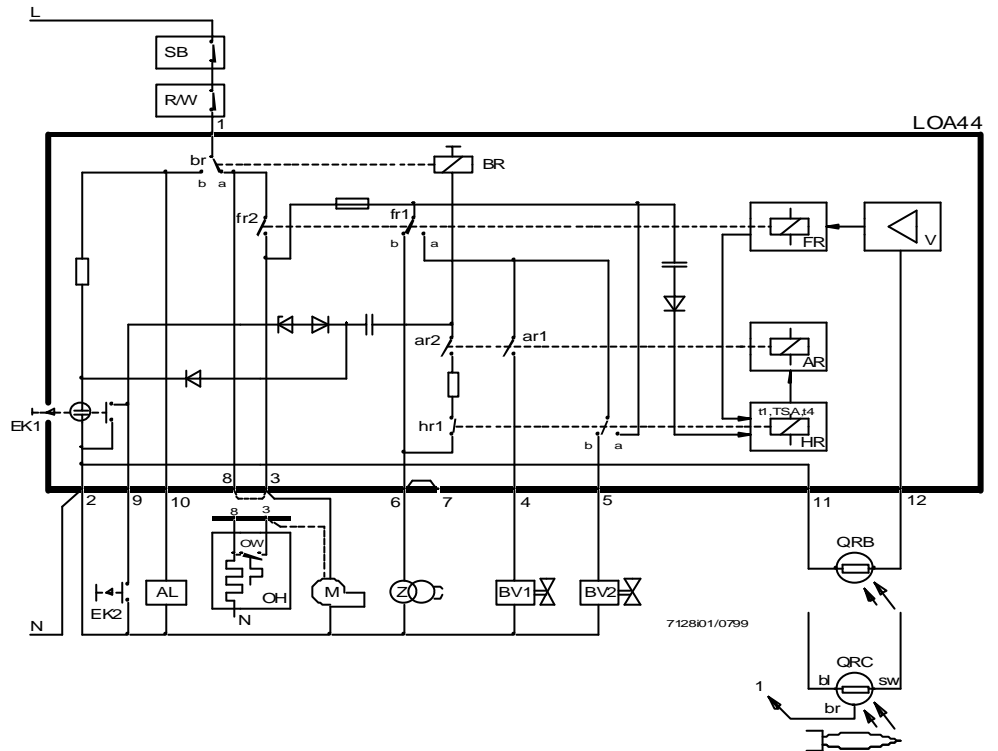 L
SB
R/W
1
LOA44
br
b a
BR
fr2
fr1
b a
FR
V
ar2
ar1
AR
EK1
hr1
b a
t1,TSA,t4
HR
2 9 10 8 3 6 7 4 5 11 12
8 3
OW
OH
N
EK2
AL
M
Z
BV1
BV2
QRB
N
7128i01/0799
QRC
bl
sw
1
br